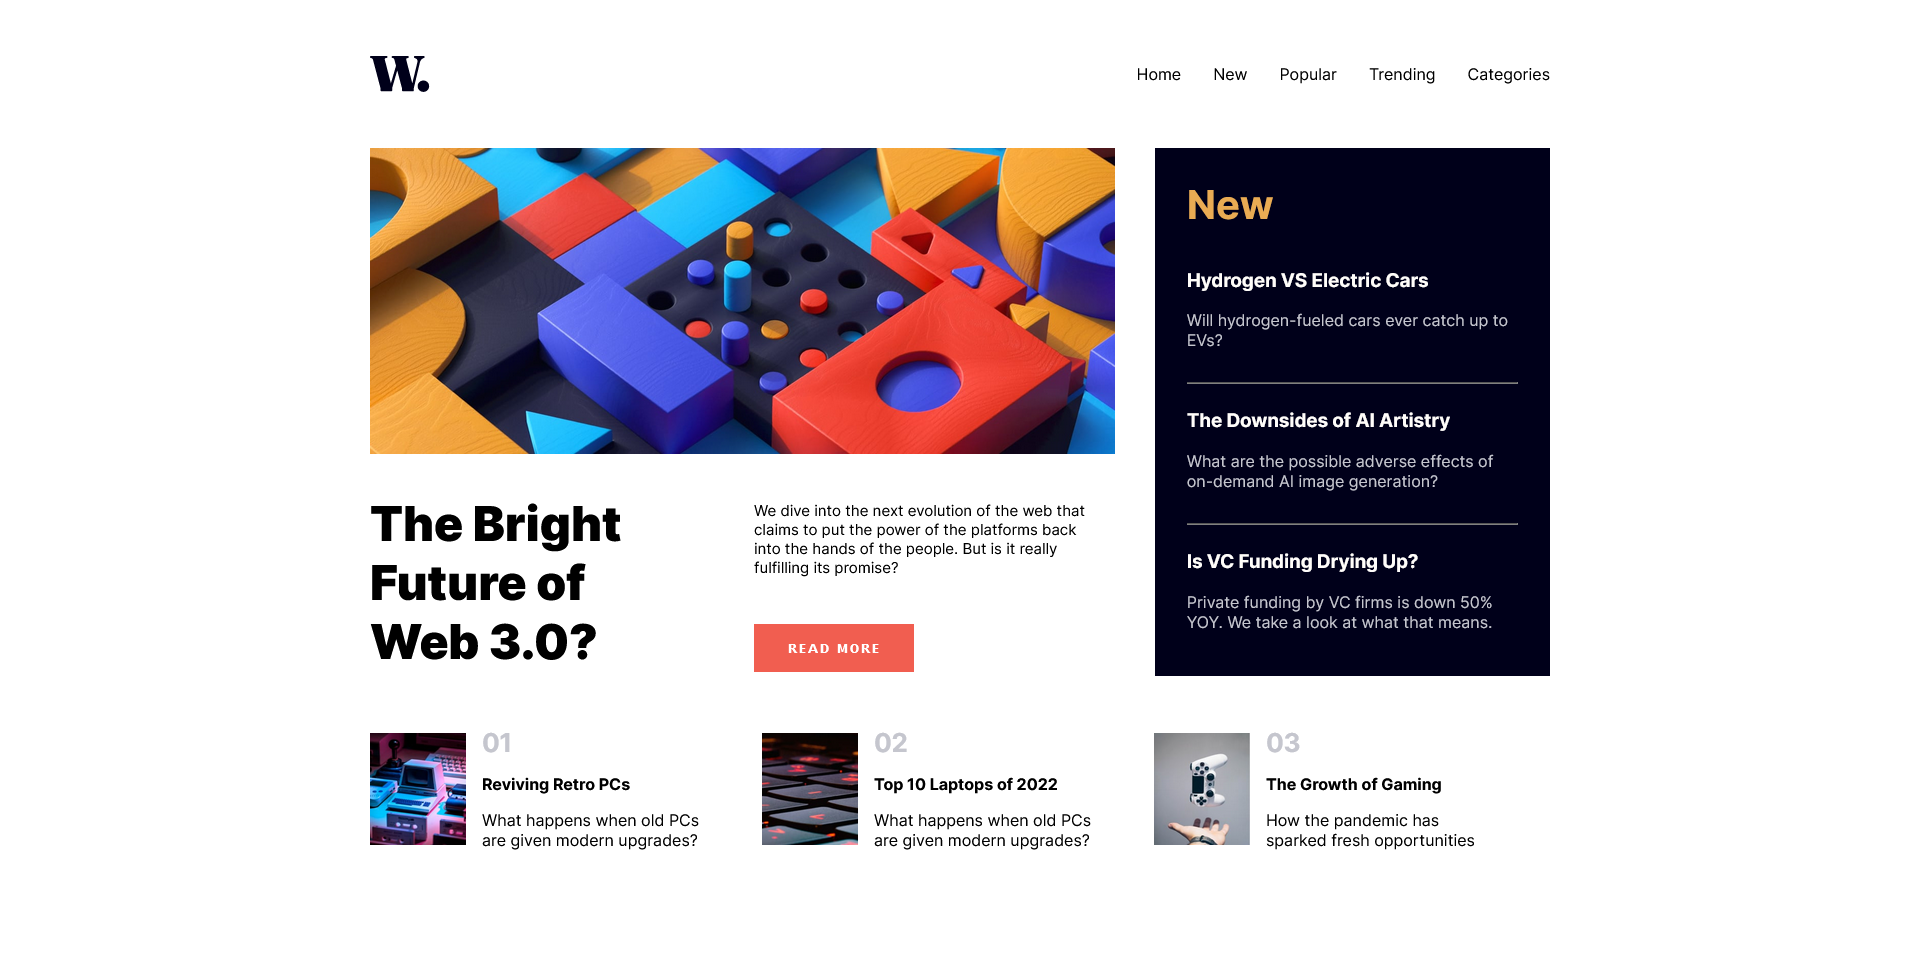 W.
Home New Popular Trending Categories
The Bright
Future of
Web 3.0?
We dive into the next evolution of the web that
claims to put the power of the platforms back
into the hands of the people. But is it really
fulfilling its promise?
READ MORE
New
Hydrogen VS Electric Cars
Will hydrogen-fueled cars ever catch up to
EVs?
The Downsides of AI Artistry
What are the possible adverse effects of
on-demand AI image generation?
Is VC Funding Drying Up?
Private funding by VC firms is down 50%
YOY. We take a look at what that means.
01
Reviving Retro PCs
What happens when old PCs
are given modern upgrades?
02
Top 10 Laptops of 2022
What happens when old PCs
are given modern upgrades?
03
The Growth of Gaming
How the pandemic has
sparked fresh opportunities